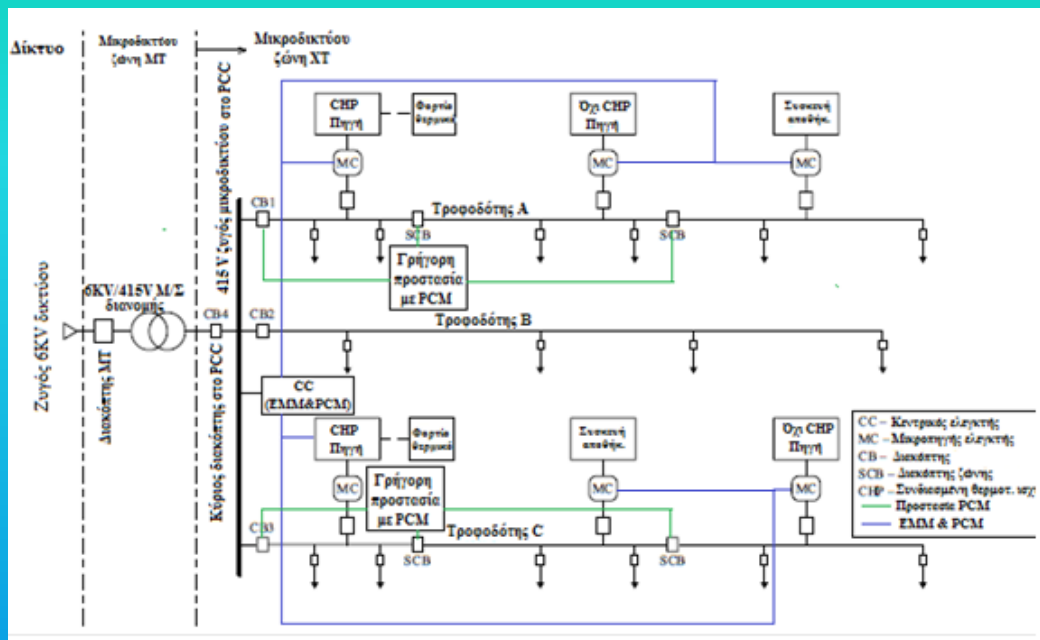 Δίκτυο
Μικροδικτύου
ζώνη ΜΤ
Μικροδικτύου
ζώνη ΧΤ
CHP
Πηγή
Φορτίο
θερμικό
Όχι CHP
Πηγή
Συσκευή
αποθήκ.
MC
MC
MC
CB1
Τροφοδότης Α
SCB
SCB
415 V ζυγός μικροδικτύου στο PCC
Γρήγορη
προστασία
με PCM
6KV/415V Μ/Σ
διανομής
CB4
CB2
Τροφοδότης Β
Ζυγός 6KV δικτύου
Διακόπτης ΜΤ
Κύριος διακόπτης στο PCC
CC
(EMM&PCM)
CHP
Πηγή
Φορτίο
θερμικό
Συσκευή
αποθήκ.
Όχι CHP
Πηγή
MC
Γρήγορη
προστασία
με PCM
MC
MC
CB3
Τροφοδότης C
SCB
SCB
CC – Κεντρικός ελεγκτής
MC – Μικροπηγής ελεγκτής
CB – Διακόπτης
SCB – Διακόπτης ζώνης
CHP – Συνδιασμένη θερμοτ. ισχ
Προστασία PCM
EMM & PCM